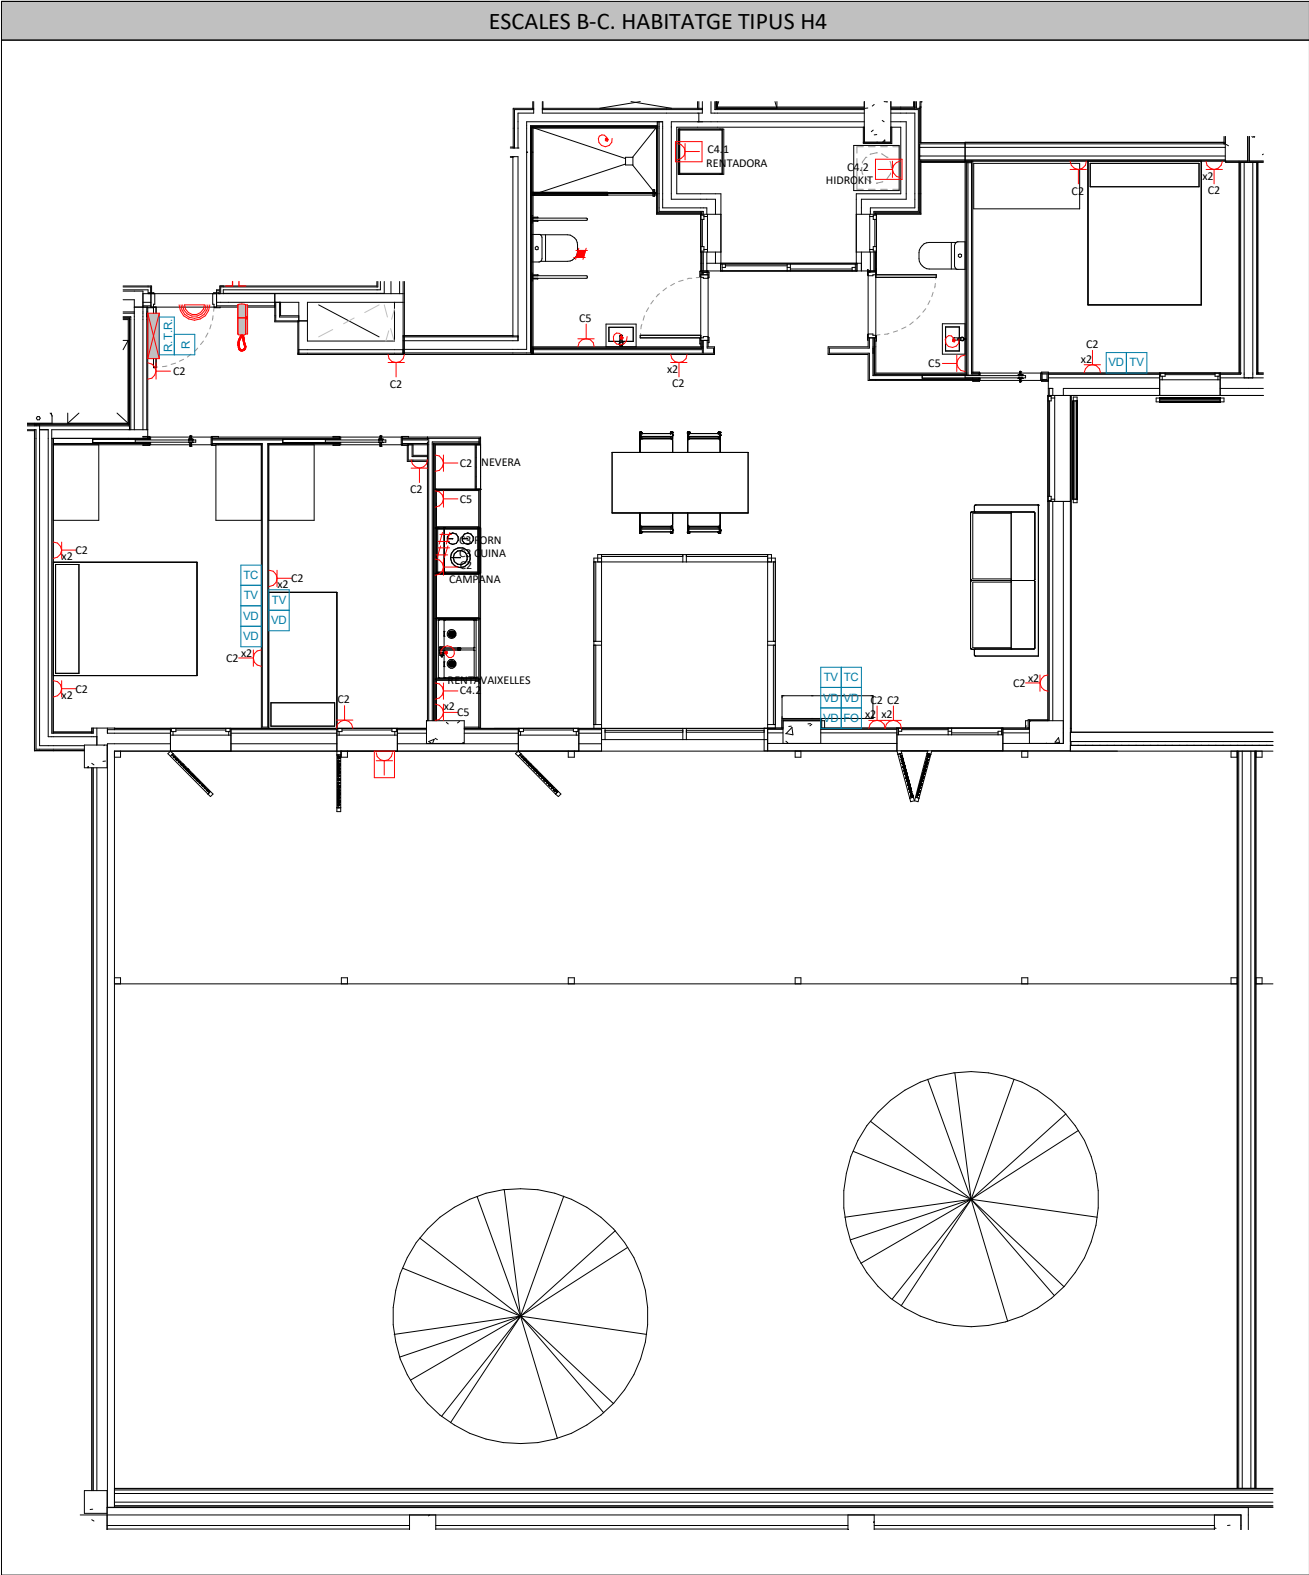 ESCALES B-C. HABITATGE TIPUS H4
C4.1
RENTADORA
C4.2
HIDROKIT
C2
x2
C2
R.T.R.
R
C2
C2
C5
x2
C2
C5
C2
x2
VD TV
C2 NEVERA
C5
C3 FORN
C3 CUINA
C2
CAMPANA
C2
C2
x2
C2
x2
TC
TV
VD
VD
TV
VD
C2 x2
C2
x2
C2
RENTAVAIXELLES
C4.2
x2
C5
TV TC
VD VD
VD FO
C2 C2
x2 x2
C2 x2